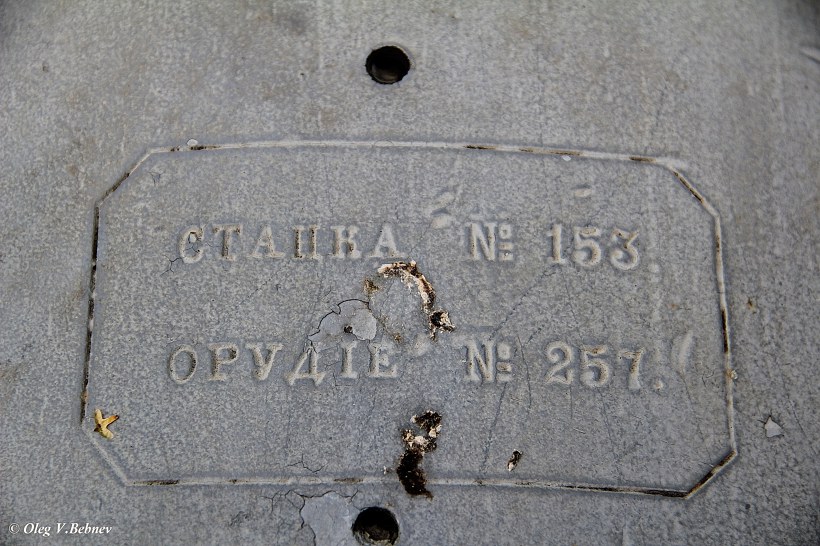 СТАНКА № 153.
ОРУДІЕ № 257.
© Oleg V.Bebnev